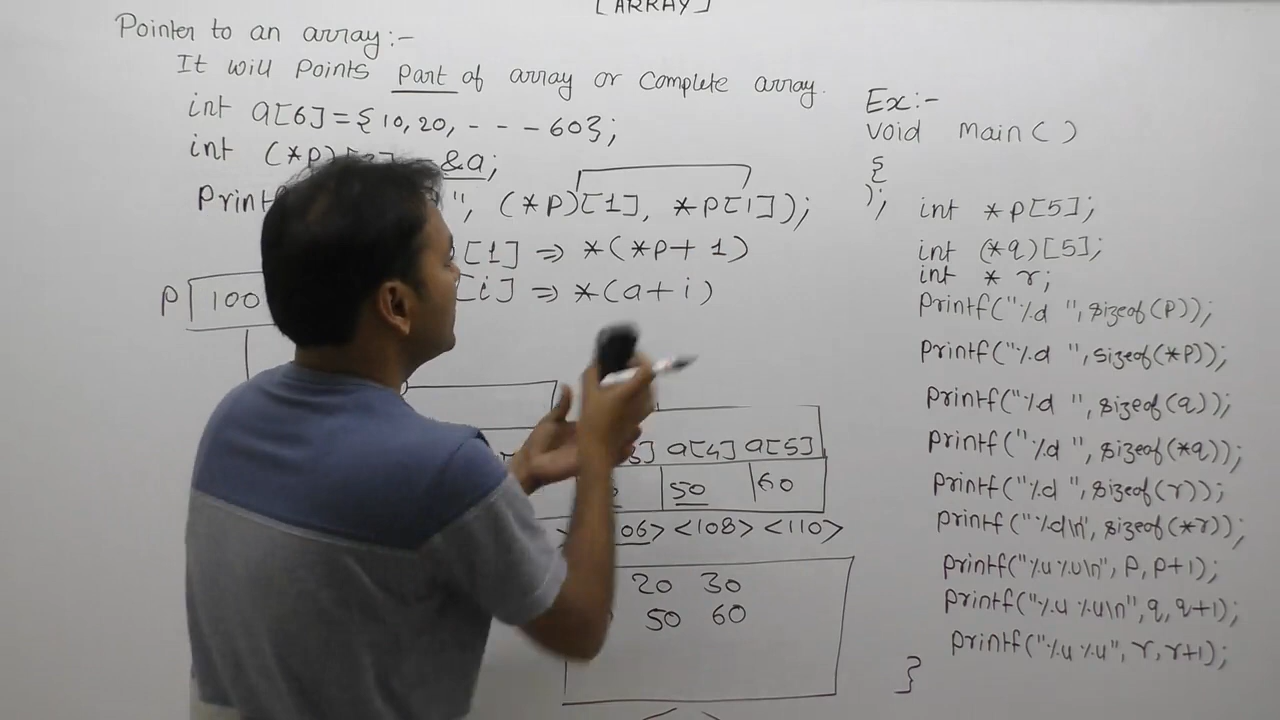 [ARRAY]
Pointer to an array:-
It will Points Part of array or Complete array.
int a[6] = {10, 20, - - - 60};
int (*p) &a;
Print ", (*p)[1], *p[1]);
[1] => *(*p+ 1)
[i] => *(a+i)
P 100
a[4] a[5]
50 60
06> <108> <110>
20 30
50 60
Ex:-
void main()
{
);
int *p[5];
int (*q)[5];
int * r;
Printf("%d ", sizeof(p));
Printf("%d ", sizeof(*p));
Printf("%d ", sizeof(q));
Printf("%d ", sizeof(*q));
Printf("%d ", sizeof(r));
Printf("%d\n", sizeof(*r));
Printf("%u %u\n", P, P+1);
Printf("%u %u\n", q, q+1);
Printf("%u %u", r, r+1);
}